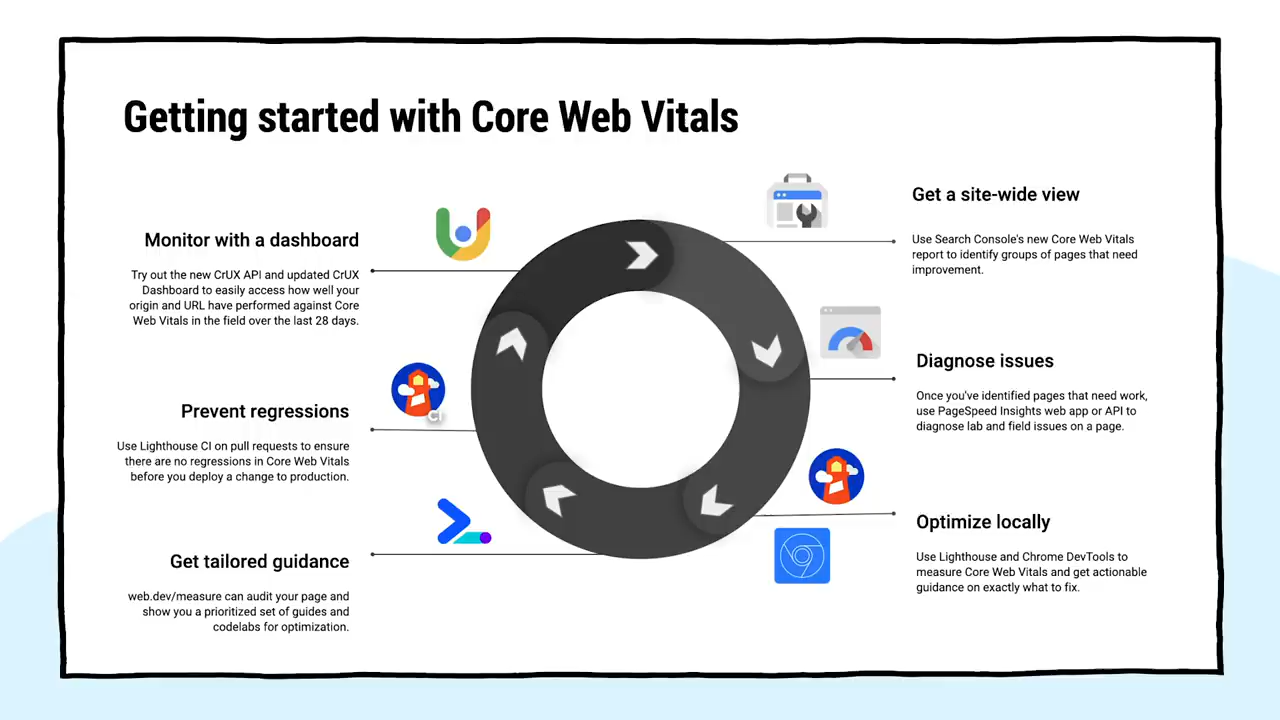 Getting started with Core Web Vitals
Get a site-wide view
Use Search Console's new Core Web Vitals
report to identify groups of pages that need
improvement.
Diagnose issues
Once you've identified pages that need work,
use PageSpeed Insights web app or API to
diagnose lab and field issues on a page.
Optimize locally
Use Lighthouse and Chrome DevTools to
measure Core Web Vitals and get actionable
guidance on exactly what to fix.
Get tailored guidance
web.dev/measure can audit your page and
show you a prioritized set of guides and
codelabs for optimization.
Prevent regressions
Use Lighthouse CI on pull requests to ensure
there are no regressions in Core Web Vitals
before you deploy a change to production.
CI
Monitor with a dashboard
Try out the new CrUX API and updated CrUX
Dashboard to easily access how well your
origin and URL have performed against Core
Web Vitals in the field over the last 28 days.